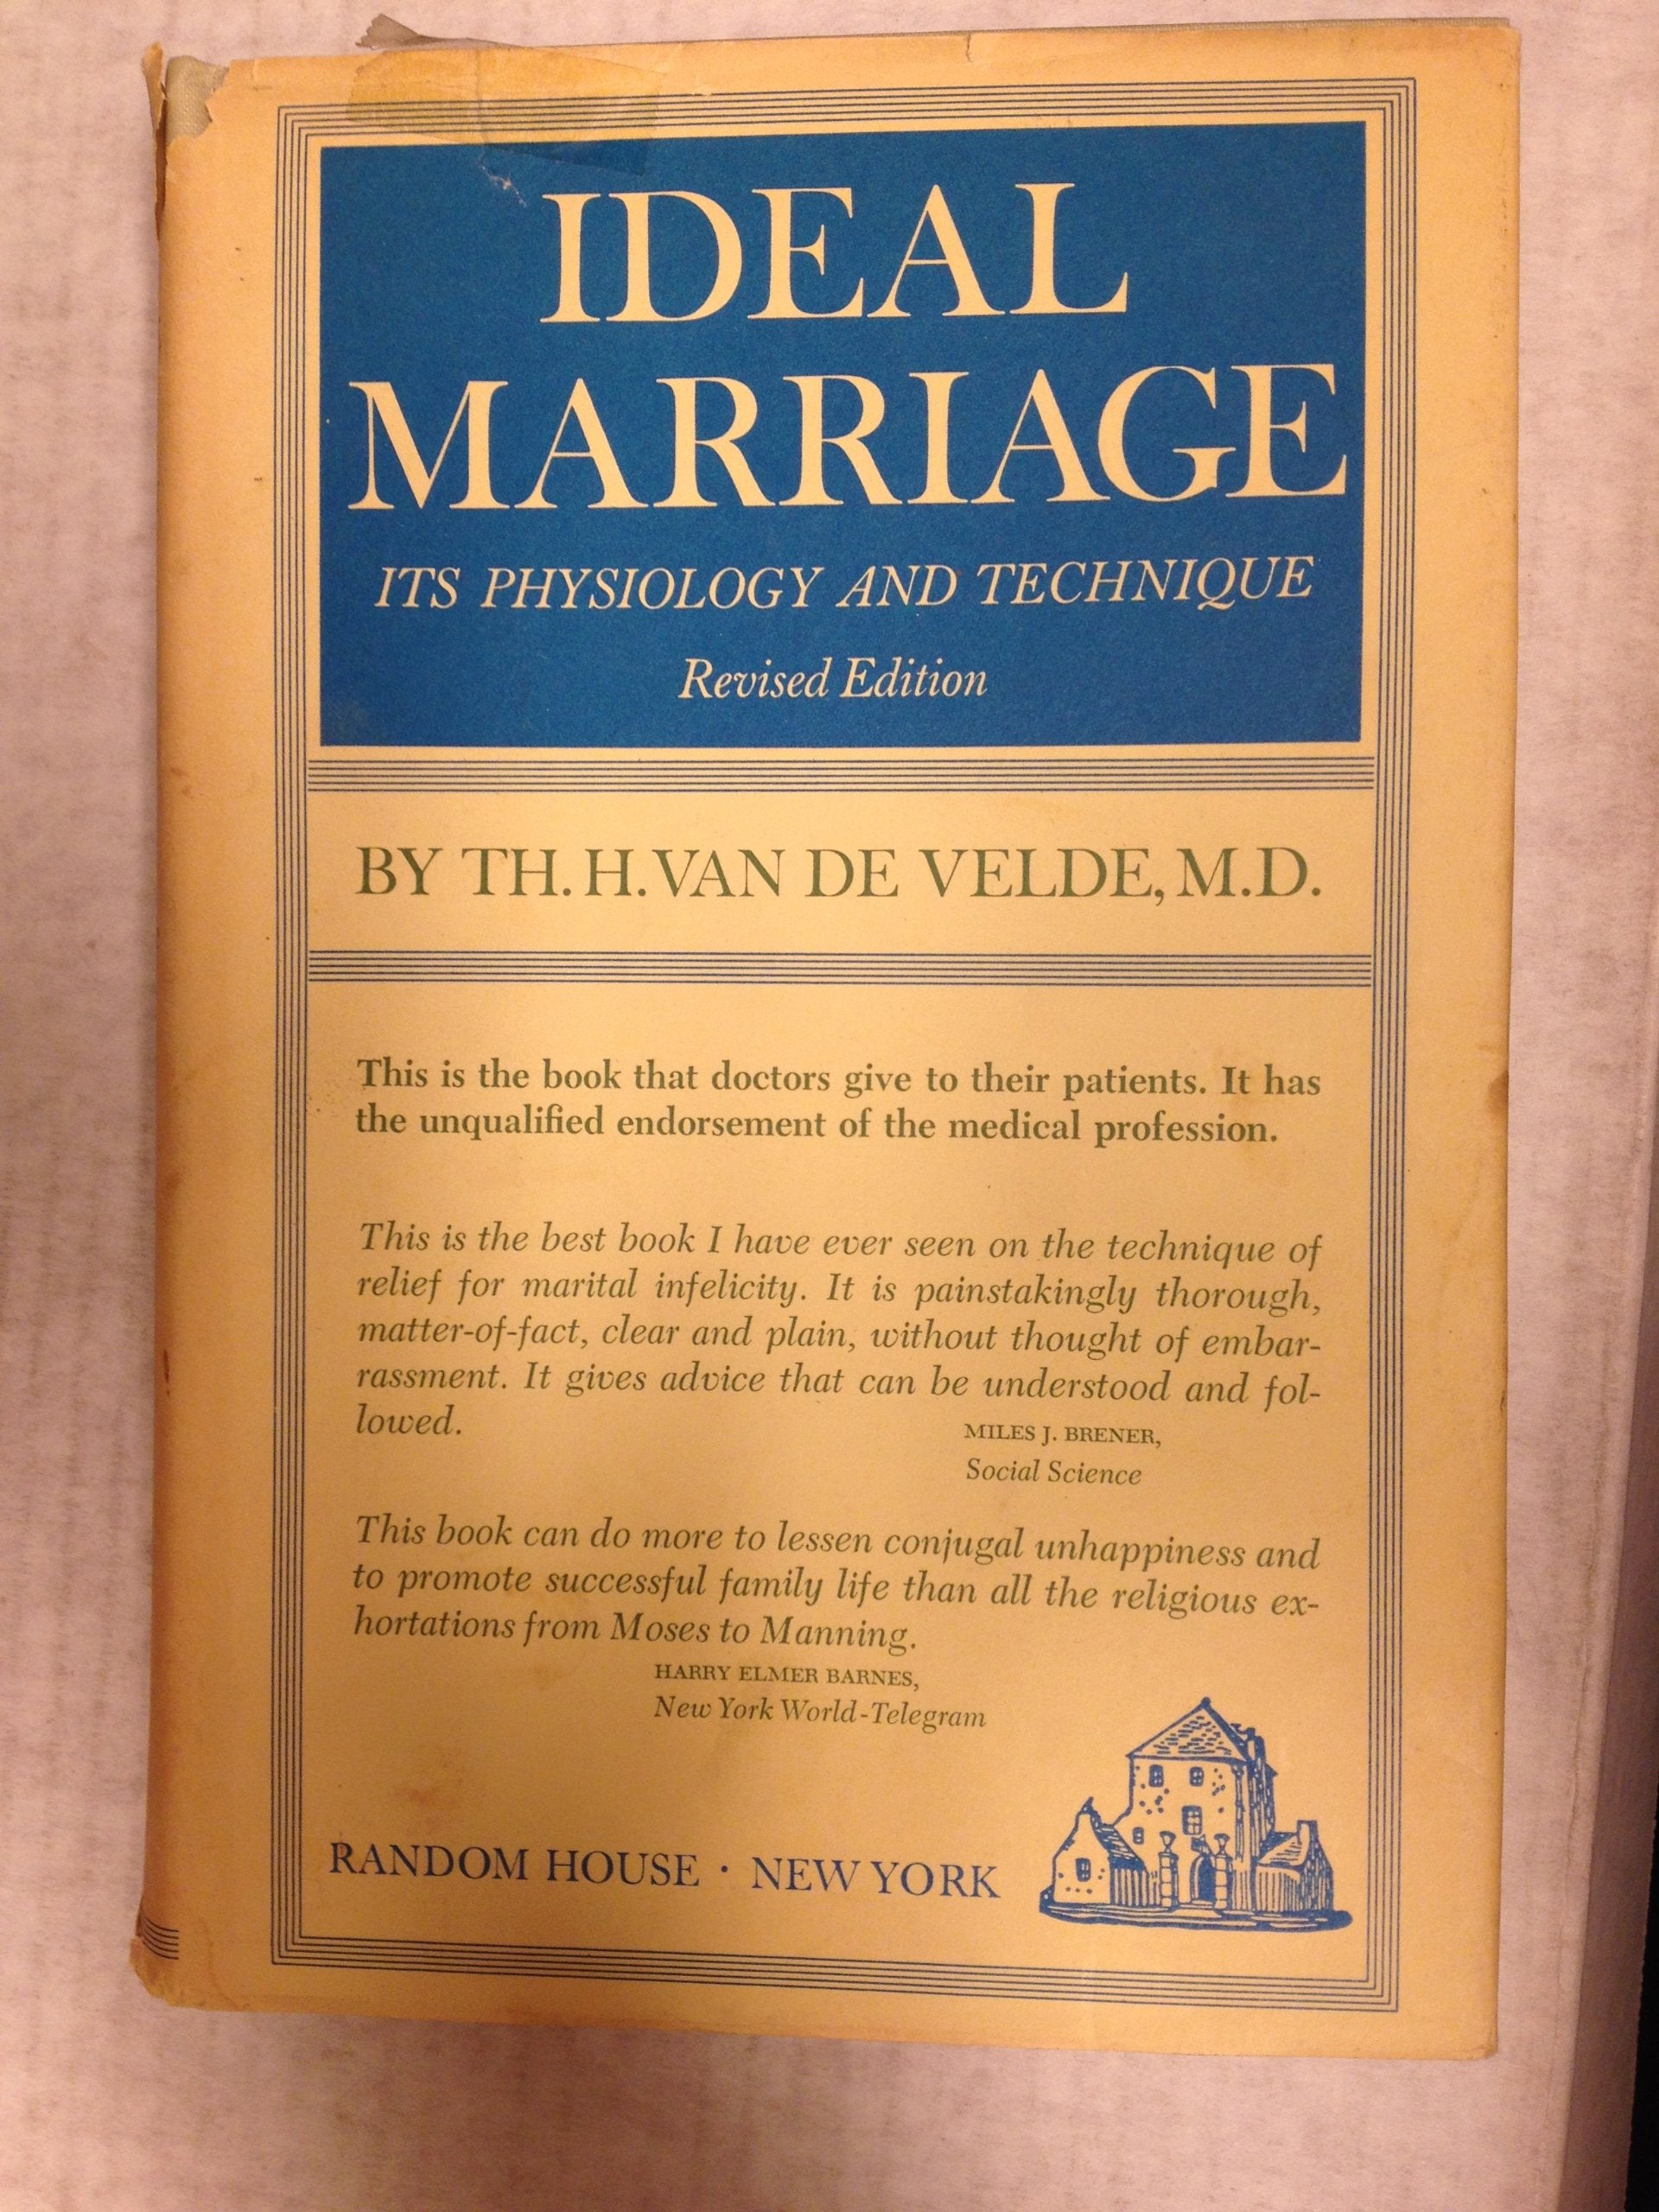 IDEAL
MARRIAGE
ITS PHYSIOLOGY AND TECHNIQUE
Revised Edition
BY TH. H. VAN DE VELDE, M.D.
This is the book that doctors give to their patients. It has
the unqualified endorsement of the medical profession.
This is the best book I have ever seen on the technique of
relief for marital infelicity. It is painstakingly thorough,
matter-of-fact, clear and plain, without thought of embar-
rassment. It gives advice that can be understood and fol-
lowed.
MILES J. BRENER,
Social Science
This book can do more to lessen conjugal unhappiness and
to promote successful family life than all the religious ex-
hortations from Moses to Manning.
HARRY ELMER BARNES,
New York World-Telegram
RANDOM HOUSE · NEW YORK